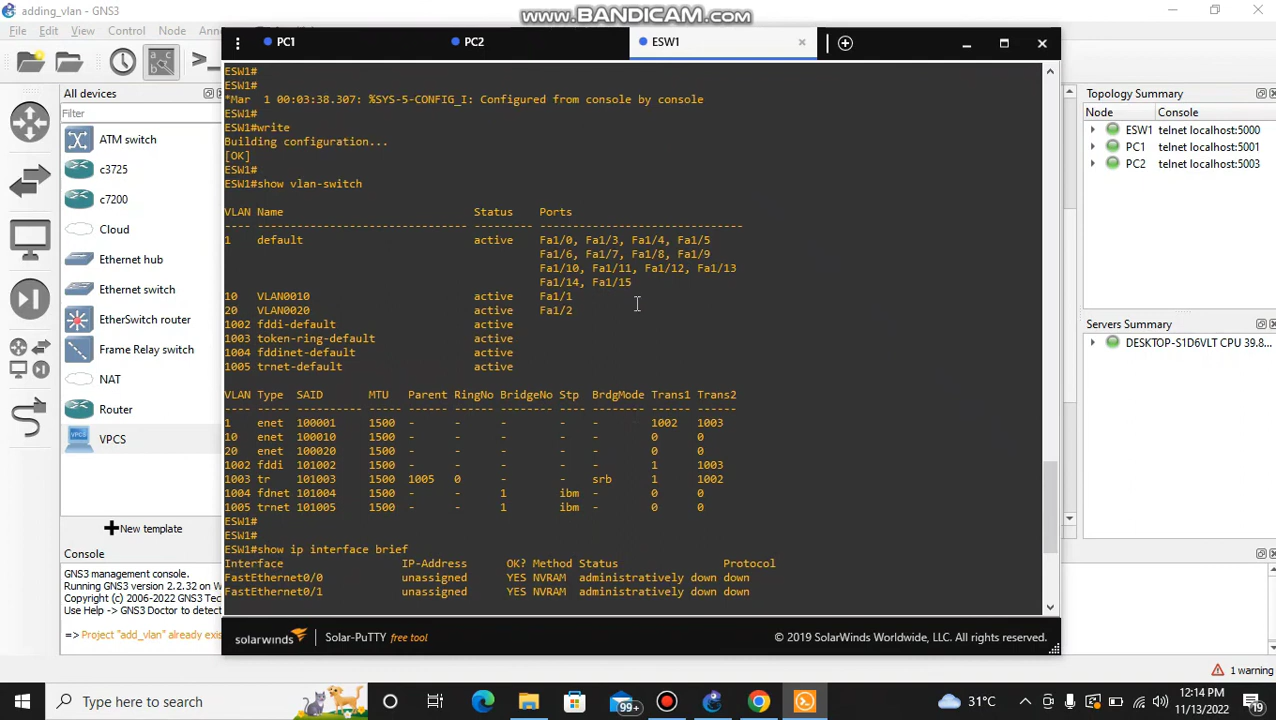 adding_vlan - GNS3
www.BANDICAM.com
File Edit View Control Node Anno
PC1 PC2 ESW1
All devices
Filter
ATM switch
c3725
c7200
Cloud
Ethernet hub
Ethernet switch
EtherSwitch router
Frame Relay switch
NAT
Router
VPCS
New template
Console
GNS3 management console.
Running GNS3 version 2.2.32 on W
Copyright (c) 2006-2022 GNS3 Tech
Use Help -> GNS3 Doctor to detect
=> Project "add_vlan" already exis
ESW1#
ESW1#
*Mar  1 00:03:38.307: %SYS-5-CONFIG_I: Configured from console by console
ESW1#
ESW1#write
Building configuration...
[OK]
ESW1#
ESW1#show vlan-switch
VLAN Name Status Ports
---- -------------------------------- --------- -------------------------------
1 default active Fa1/0, Fa1/3, Fa1/4, Fa1/5
Fa1/6, Fa1/7, Fa1/8, Fa1/9
Fa1/10, Fa1/11, Fa1/12, Fa1/13
Fa1/14, Fa1/15
10 VLAN0010 active Fa1/1
20 VLAN0020 active Fa1/2
1002 fddi-default active
1003 token-ring-default active
1004 fddinet-default active
1005 trnet-default active
VLAN Type SAID MTU Parent RingNo BridgeNo Stp BrdgMode Trans1 Trans2
---- ----- ---------- ----- ------ ------ -------- ---- -------- ------ ------
1 enet 100001 1500 - - - - - 1002 1003
10 enet 100010 1500 - - - - - 0 0
20 enet 100020 1500 - - - - - 0 0
1002 fddi 101002 1500 - - - - - 1 1003
1003 tr 101003 1500 1005 0 - - srb 1 1002
1004 fdnet 101004 1500 - - 1 ibm - 0 0
1005 trnet 101005 1500 - - 1 ibm - 0 0
ESW1#
ESW1#
ESW1#show ip interface brief
Interface IP-Address OK? Method Status Protocol
FastEthernet0/0 unassigned YES NVRAM administratively down down
FastEthernet0/1 unassigned YES NVRAM administratively down down
solarwinds Solar-PuTTY free tool © 2019 SolarWinds Worldwide, LLC. All rights reserved.
Topology Summary
Node Console
ESW1 telnet localhost:5000
PC1 telnet localhost:5001
PC2 telnet localhost:5003
Servers Summary
DESKTOP-S1D6VLT CPU 39.8...
1 warning
Type here to search
99+
31°C
12:14 PM
11/13/2022
19